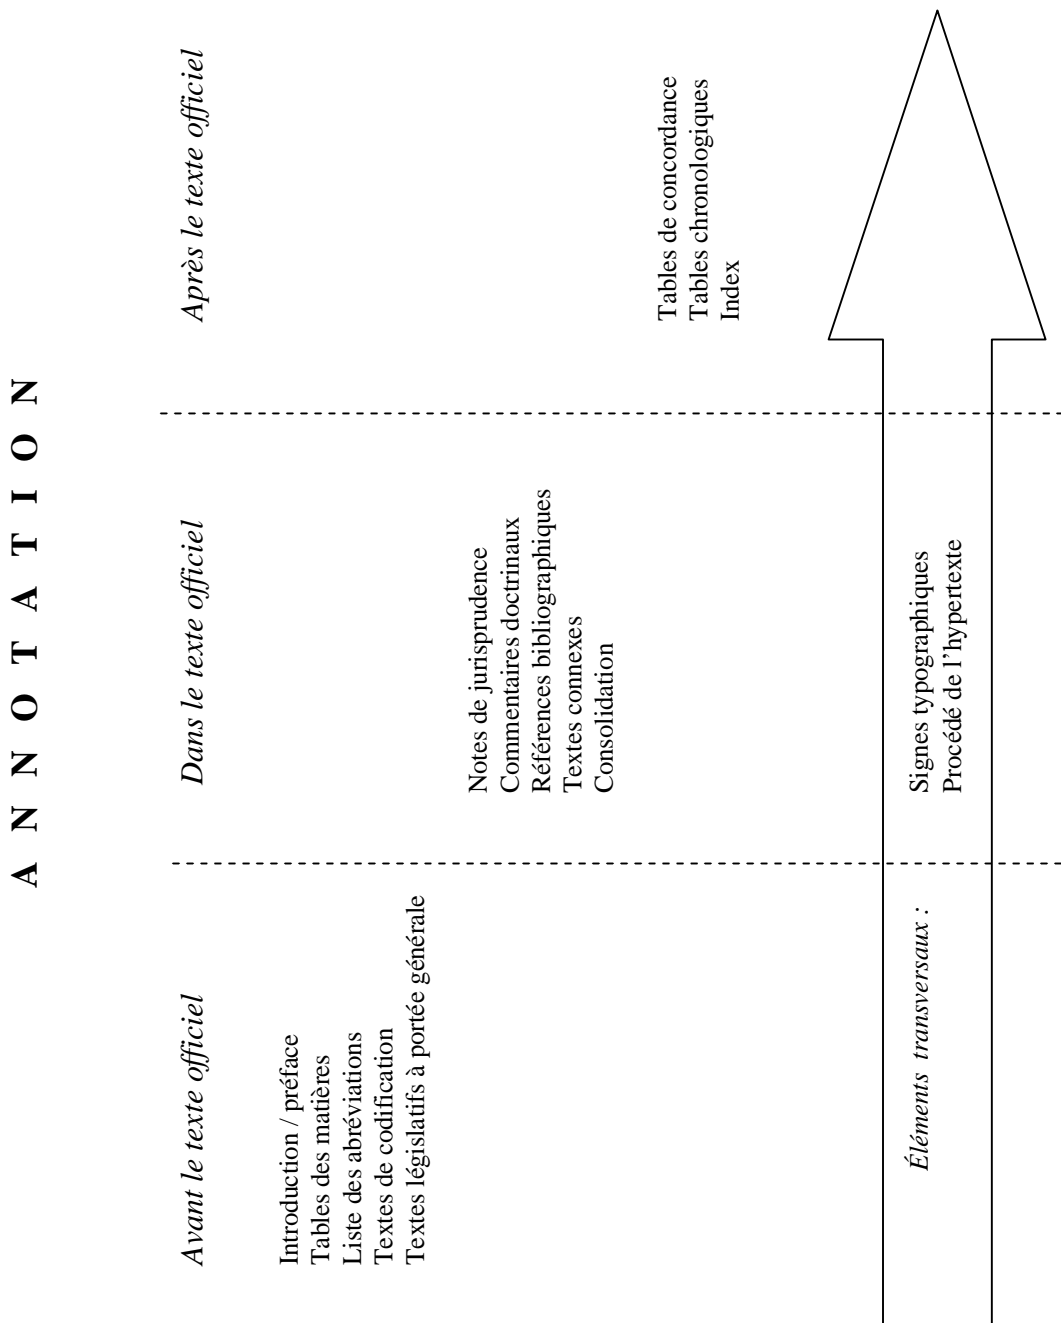 A N N O T A T I O N
Avant le texte officiel
Introduction / préface
Tables des matières
Liste des abréviations
Textes de codification
Textes législatifs à portée générale
Dans le texte officiel
Notes de jurisprudence
Commentaires doctrinaux
Références bibliographiques
Textes connexes
Consolidation
Après le texte officiel
Tables de concordance
Tables chronologiques
Index
Éléments transversaux :
Signes typographiques
Procédé de l’hypertexte